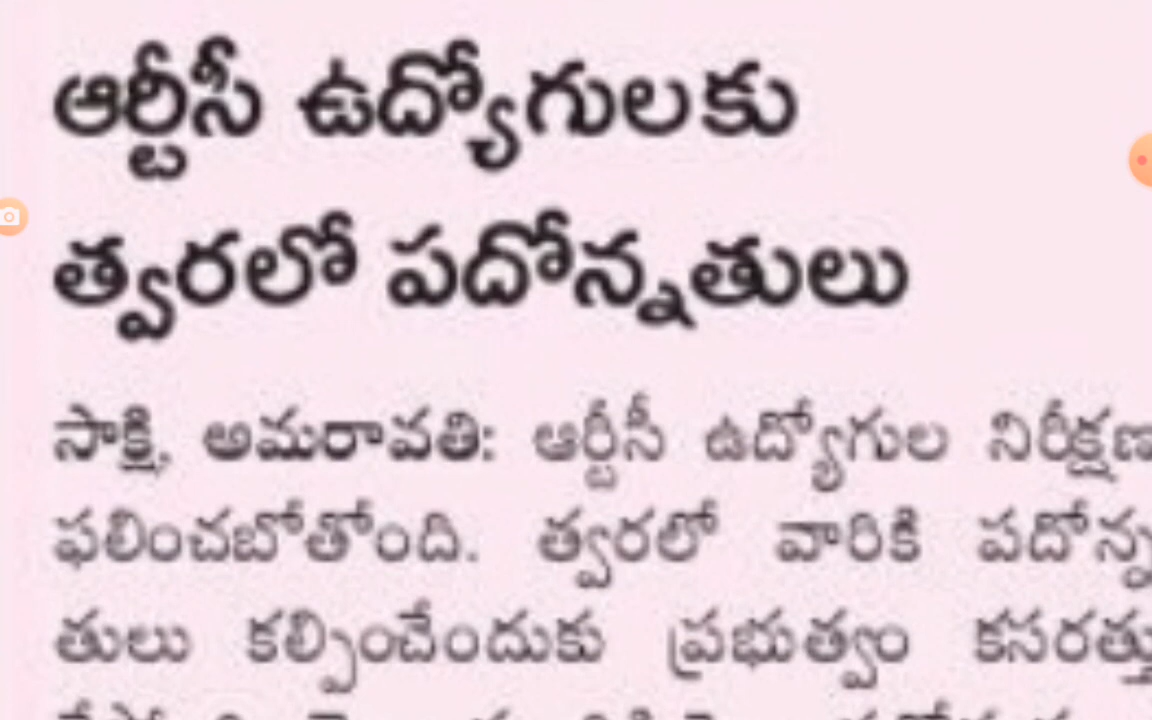 ఆర్టీసీ ఉద్యోగులకు
త్వరలో పదోన్నతులు
సాక్షి, అమరావతి: ఆర్టీసీ ఉద్యోగుల నిరీక్షణ
ఫలించబోతోంది. త్వరలో వారికి పదోన్న
తులు కల్పించేందుకు ప్రభుత్వం కసరత్తు